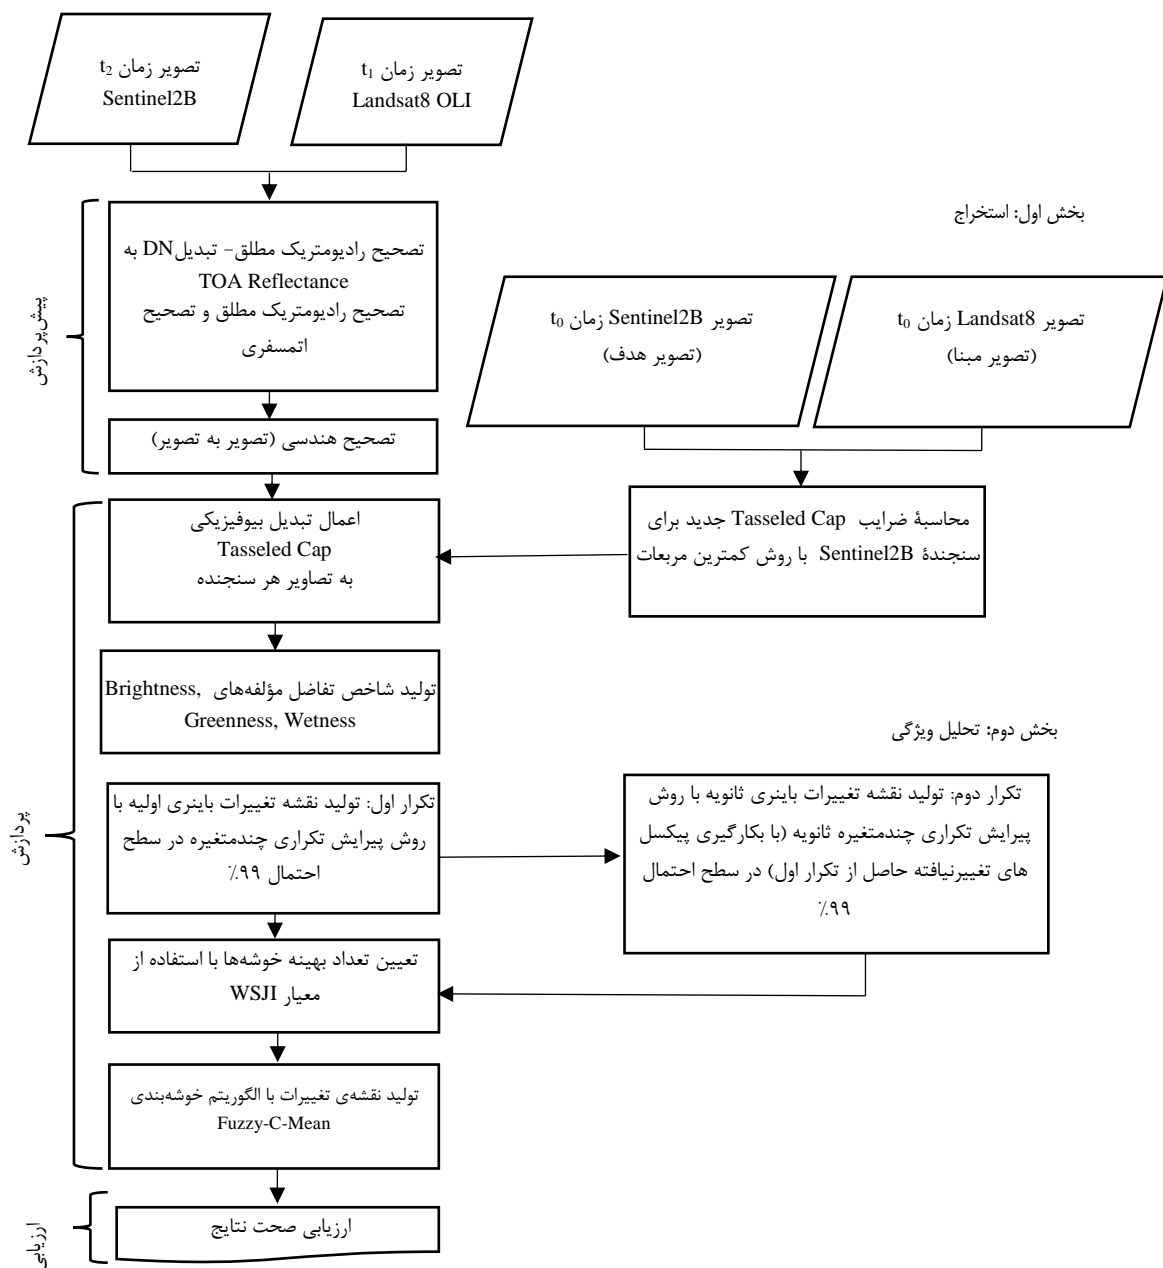 تصویر زمان t1
Landsat8 OLI
تصویر زمان t2
Sentinel2B
بخش اول: استخراج
تصحیح رادیومتریک مطلق – تبدیلDN به
TOA Reflectance
تصحیح رادیومتریک مطلق و تصحیح
اتمسفری
پیش‌پردازش
تصویر Landsat8 زمان t0
(تصویر مبنا)
تصویر Sentinel2B زمان t0
(تصویر هدف)
تصحیح هندسی (تصویر به تصویر)
محاسبۀ ضرایب Tasseled Cap جدید برای
سنجندۀ Sentinel2B با روش کمترین مربعات
اعمال تبدیل بیوفیزیکی
Tasseled Cap
به تصاویر هر سنجنده
تولید شاخص تفاضل مؤلفه‌های Brightness,
Greenness, Wetness
بخش دوم: تحلیل ویژگی
تکرار اول: تولید نقشه تغییرات باینری اولیه با
روش پیرایش تکراری چندمتغیره در سطح
احتمال ۹۹٪
تکرار دوم: تولید نقشه تغییرات باینری ثانویه با روش
پیرایش تکراری چندمتغیره ثانویه (با بکارگیری پیکسل
های تغییرنیافته حاصل از تکرار اول) در سطح احتمال
۹۹٪
پردازش
تعیین تعداد بهینه خوشه‌ها با استفاده از
معیار WSJI
تولید نقشه‌ی تغییرات با الگوریتم خوشه‌بندی
Fuzzy-C-Mean
ارزیابی صحت نتایج
ارزیابی